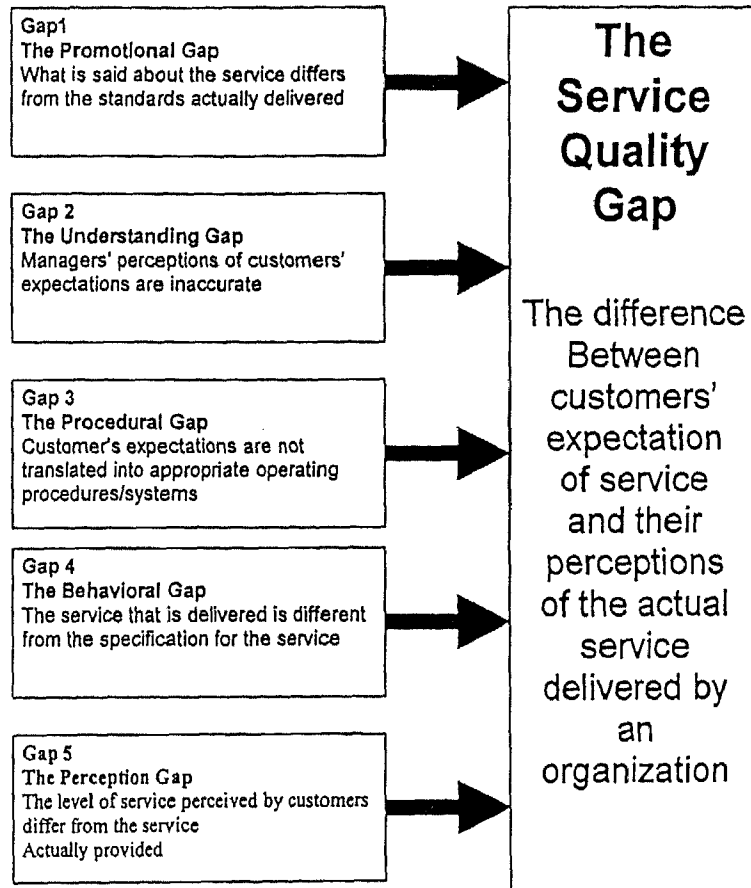 Gap1
The Promotional Gap
What is said about the service differs
from the standards actually delivered
Gap 2
The Understanding Gap
Managers' perceptions of customers'
expectations are inaccurate
Gap 3
The Procedural Gap
Customer's expectations are not
translated into appropriate operating
procedures/systems
Gap 4
The Behavioral Gap
The service that is delivered is different
from the specification for the service
Gap 5
The Perception Gap
The level of service perceived by customers
differ from the service
Actually provided
The
Service
Quality
Gap
The difference
Between
customers'
expectation
of service
and their
perceptions
of the actual
service
delivered by
an
organization